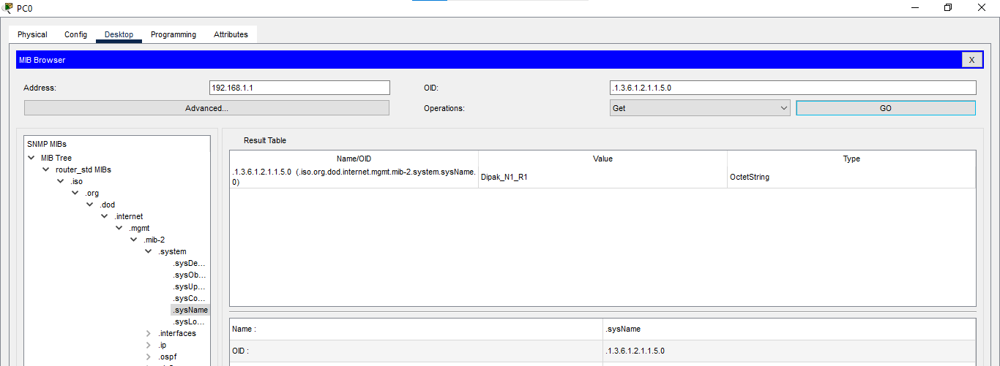 PC0
Physical Config Desktop Programming Attributes
MIB Browser X
Address: 192.168.1.1 OID: .1.3.6.1.2.1.1.5.0
Advanced... Operations: Get GO
SNMP MIBs
MIB Tree
router_std MIBs
.iso
.org
.dod
.internet
.mgmt
.mib-2
.system
.sysDe...
.sysOb...
.sysUp...
.sysCo...
.sysName
.sysLo...
.interfaces
.ip
.ospf
Result Table
Name/OID Value Type
.1.3.6.1.2.1.1.5.0 (.iso.org.dod.internet.mgmt.mib-2.system.sysName.
0) Dipak_N1_R1 OctetString
Name : .sysName
OID : .1.3.6.1.2.1.1.5.0